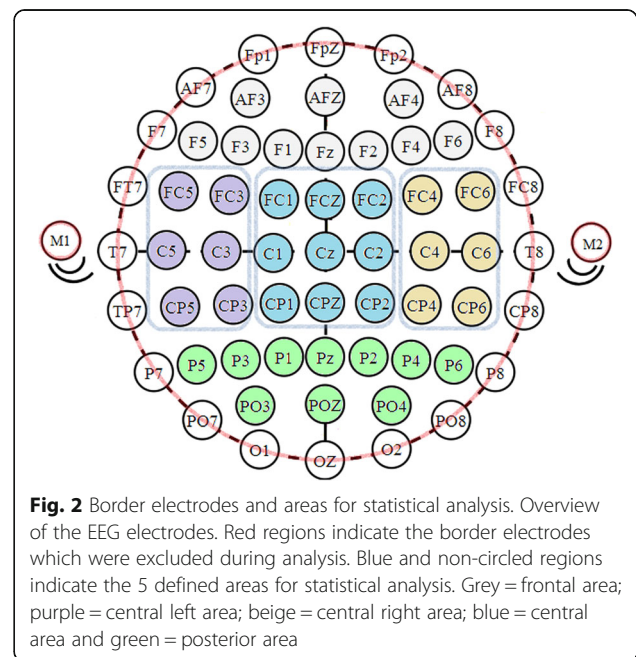 Fp1 FpZ Fp2
AF7 AF3 AFZ AF4 AF8
F7 F5 F3 F1 Fz F2 F4 F6 F8
FT7 FC5 FC3 FC1 FCZ FC2 FC4 FC6 FC8
M1 T7 C5 C3 C1 Cz C2 C4 C6 T8 M2
TP7 CP5 CP3 CP1 CPZ CP2 CP4 CP6 CP8
P7 P5 P3 P1 Pz P2 P4 P6 P8
PO7 PO3 POZ PO4 PO8
O1 OZ O2
Fig. 2 Border electrodes and areas for statistical analysis. Overview
of the EEG electrodes. Red regions indicate the border electrodes
which were excluded during analysis. Blue and non-circled regions
indicate the 5 defined areas for statistical analysis. Grey = frontal area;
purple = central left area; beige = central right area; blue = central
area and green = posterior area